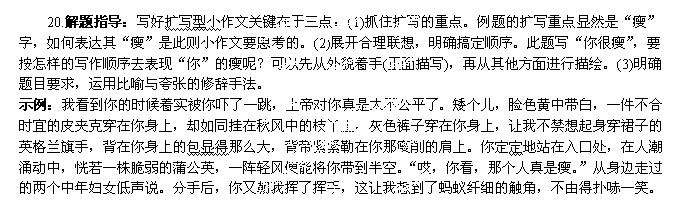 20.解题指导：写好扩写型小作文关键在于三点：(1)抓住扩写的重点。例题的扩写重点显然是“瘦”
字，如何表达其“瘦”是此则小作文要思考的。(2)展开合理联想，明确搞定顺序。此题写“你很瘦”，要
按怎样的写作顺序去表现“你”的瘦呢？可以先从外貌着手(正面描写)，再从其他方面进行描绘。(3)明确
题目要求，运用比喻与夸张的修辞手法。
示例：我看到你的时候着实被你吓了一跳，上帝对你真是太不公平了。矮个儿，脸色黄中带白，一件不合
时宜的皮夹克穿在你身上，却如同挂在秋风中的枝丫上，灰色裤子穿在你身上，让我不禁想起身穿裙子的
英格兰旗手，背在你身上的包显得那么大，背带紧紧勒在你那瘦削的肩上。你定定地站在入口处，在人潮
涌动中，恍若一株脆弱的蒲公英，一阵轻风便能将你带到半空。“哎，你看，那个人真是瘦。”从身边走过
的两个中年妇女低声说。分手后，你又朝我挥了挥手，这让我想到了蚂蚁纤细的触角，不由得扑哧一笑。